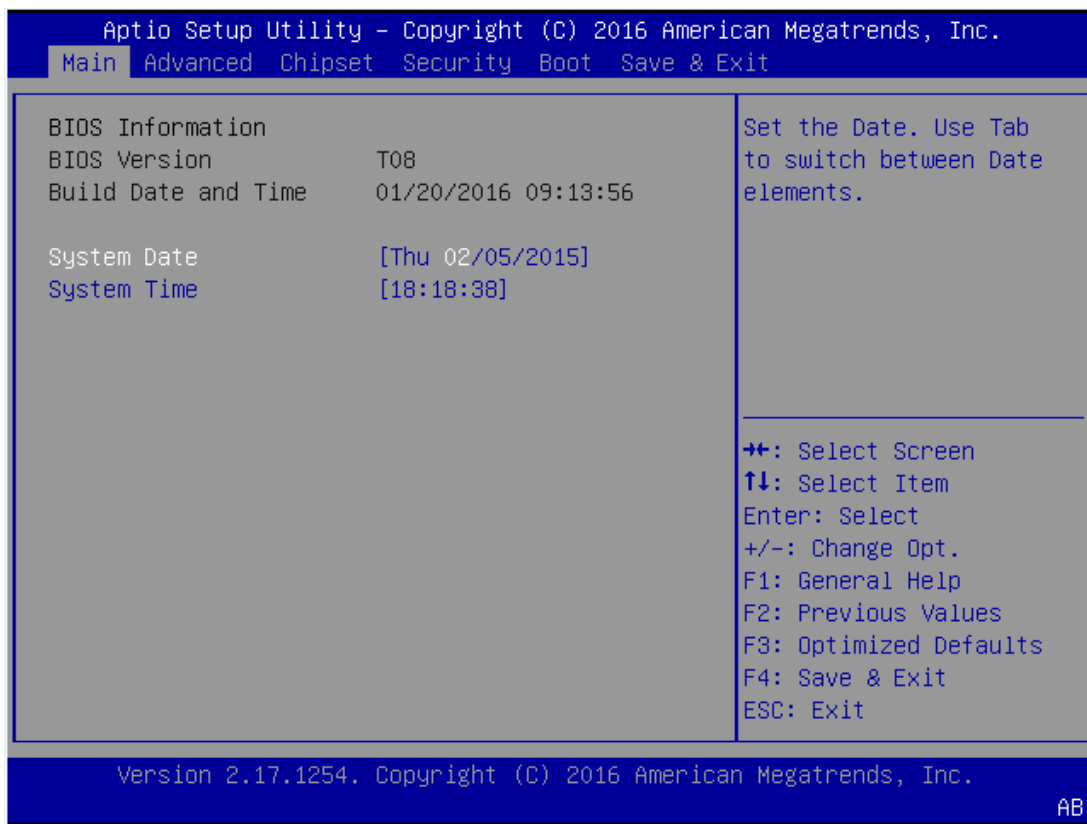 Aptio Setup Utility – Copyright (C) 2016 American Megatrends, Inc.
Main Advanced Chipset Security Boot Save & Exit
BIOS Information
BIOS Version T08
Build Date and Time 01/20/2016 09:13:56
System Date [Thu 02/05/2015]
System Time [18:18:38]
Set the Date. Use Tab
to switch between Date
elements.
→←: Select Screen
↑↓: Select Item
Enter: Select
+/-: Change Opt.
F1: General Help
F2: Previous Values
F3: Optimized Defaults
F4: Save & Exit
ESC: Exit
Version 2.17.1254. Copyright (C) 2016 American Megatrends, Inc.
AB